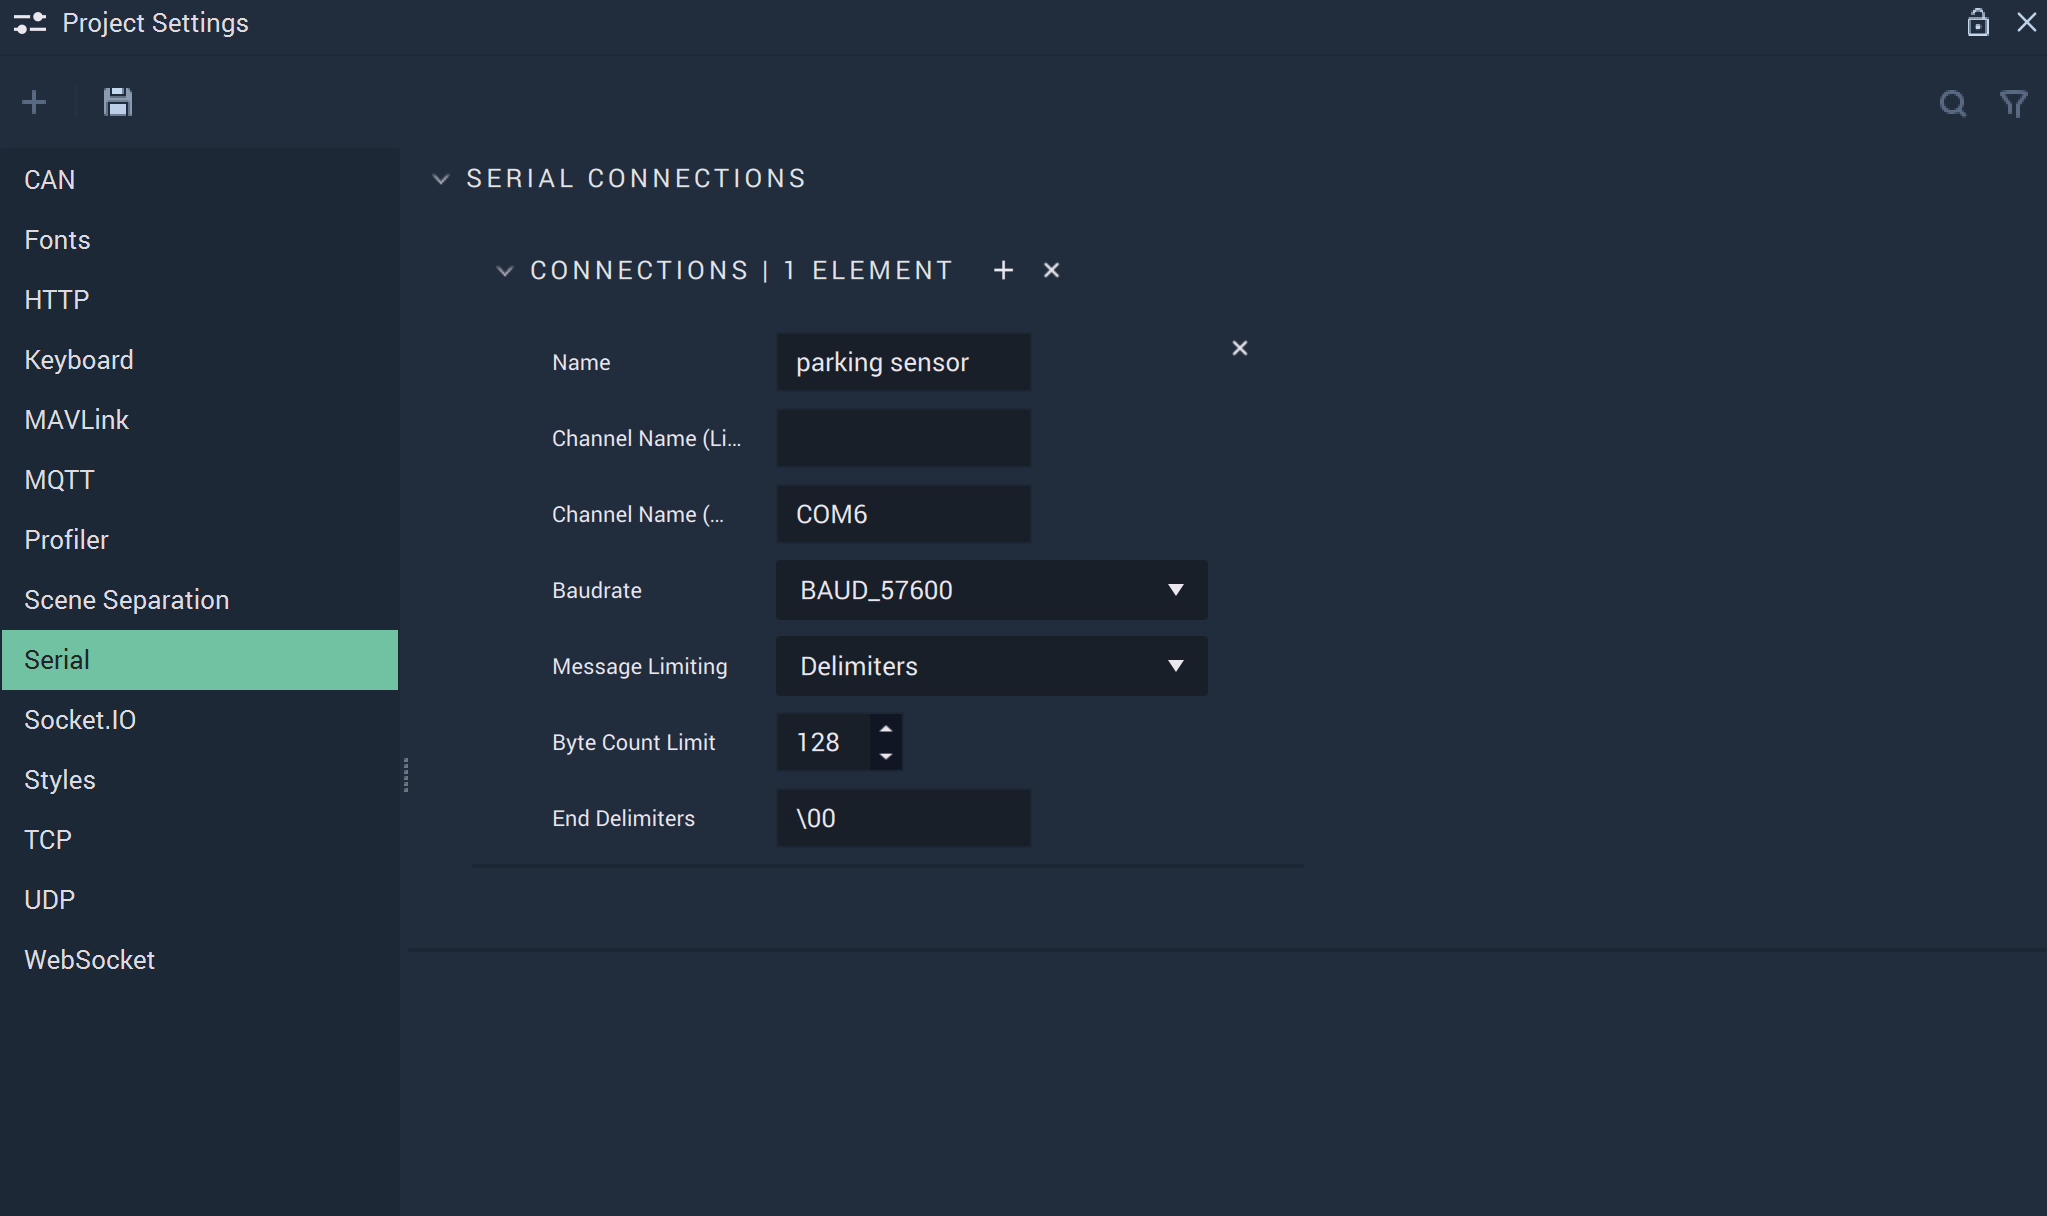 Project Settings
CAN
Fonts
HTTP
Keyboard
MAVLink
MQTT
Profiler
Scene Separation
Serial
Socket.IO
Styles
TCP
UDP
WebSocket
SERIAL CONNECTIONS
CONNECTIONS | 1 ELEMENT
Name parking sensor
Channel Name (Li...
Channel Name (... COM6
Baudrate BAUD_57600
Message Limiting Delimiters
Byte Count Limit 128
End Delimiters \00